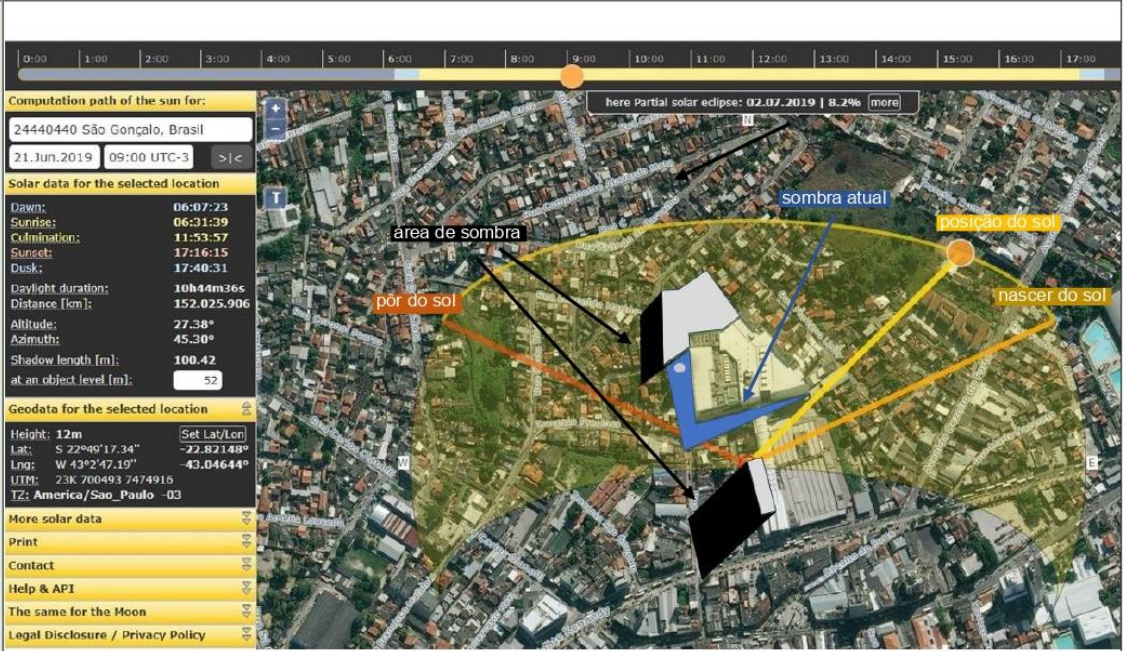 0:00 1:00 2:00 3:00 4:00 5:00 6:00 7:00 8:00 9:00 10:00 11:00 12:00 13:00 14:00 15:00 16:00 17:00
Computation path of the sun for:
24440440 São Gonçalo, Brasil
21.Jun.2019 09:00 UTC-3 >|<
Solar data for the selected location
Dawn: 06:07:23
Sunrise: 06:31:39
Culmination: 11:53:57
Sunset: 17:16:15
Dusk: 17:40:31
Daylight duration: 10h44m36s
Distance [km]: 152.025.906
Altitude: 27.38°
Azimuth: 45.30°
Shadow length [m]: 100.42
at an object level [m]: 52
Geodata for the selected location
Height: 12m Set Lat/Lon
Lat: S 22°49'17.34'' -22.82148°
Lng: W 43°2'47.19'' -43.04644°
UTM: 23K 700493 7474916
TZ: America/Sao_Paulo -03
More solar data
Print
Contact
Help & API
The same for the Moon
Legal Disclosure / Privacy Policy
+
−
T
here Partial solar eclipse: 02.07.2019 | 8.2% more
N
sombra atual
posição do sol
área de sombra
pôr do sol
nascer do sol
W
E